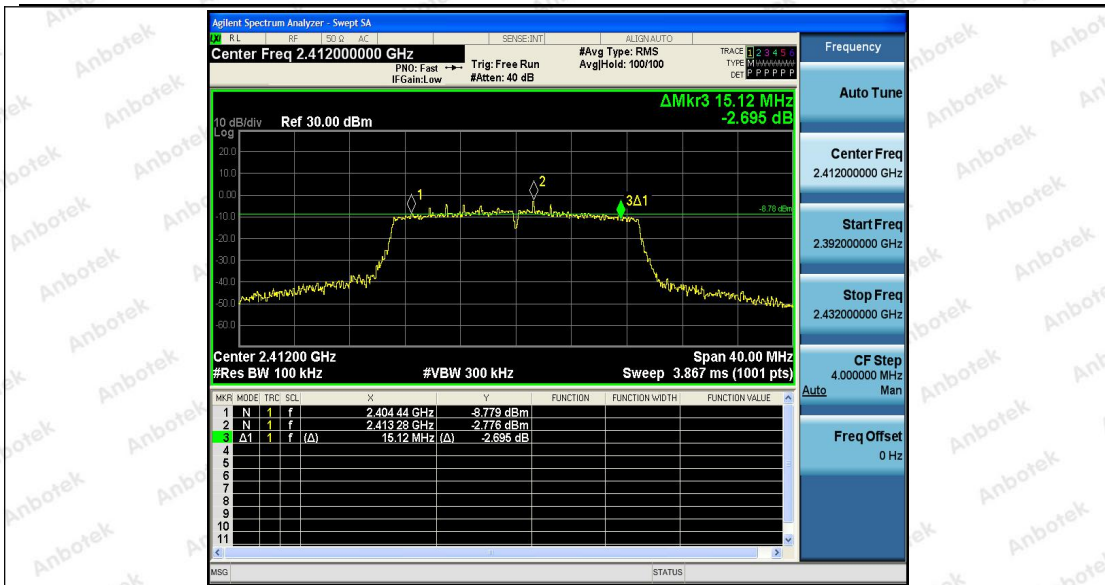 Agilent Spectrum Analyzer - Swept SA
LXI RL RF 50 Ω AC SENSE:INT ALIGNAUTO
Center Freq 2.412000000 GHz
PNO: Fast
IFGain:Low
Trig: Free Run
#Atten: 40 dB
#Avg Type: RMS
Avg|Hold: 100/100
TRACE 1 2 3 4 5 6
TYPE M
DET P P P P P P
ΔMkr3 15.12 MHz
-2.695 dB
10 dB/div Ref 30.00 dBm
Log
20.0
10.0
0.00
-10.0
-20.0
-30.0
-40.0
-50.0
-60.0
1
2
3Δ1
-8.78 dBm
Center 2.41200 GHz Span 40.00 MHz
#Res BW 100 kHz #VBW 300 kHz Sweep 3.867 ms (1001 pts)
MKR MODE TRC SCL X Y FUNCTION FUNCTION WIDTH FUNCTION VALUE
1 N 1 f 2.404 44 GHz -8.779 dBm
2 N 1 f 2.413 28 GHz -2.776 dBm
3 Δ1 1 f (Δ) 15.12 MHz (Δ) -2.695 dB
4
5
6
7
8
9
10
11
MSG STATUS
Frequency
Auto Tune
Center Freq
2.412000000 GHz
Start Freq
2.392000000 GHz
Stop Freq
2.432000000 GHz
CF Step
4.000000 MHz
Auto Man
Freq Offset
0 Hz
Anbotek